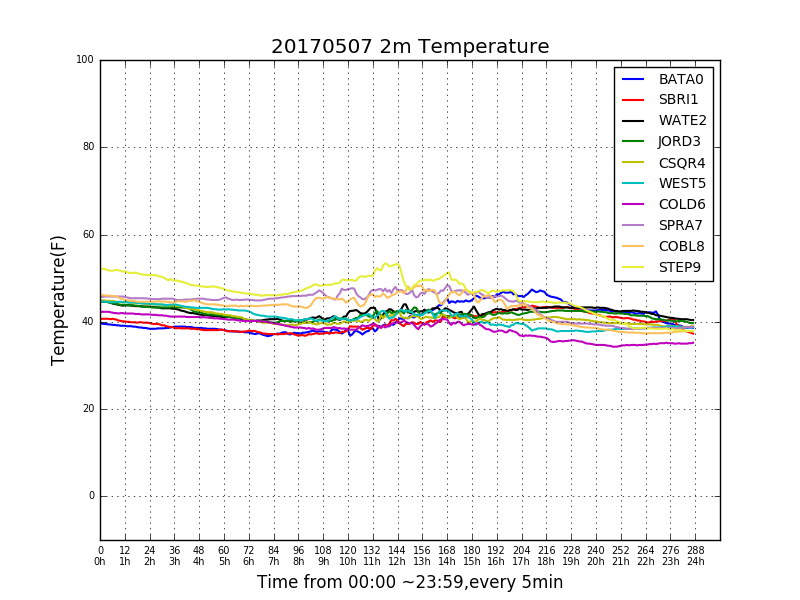 20170507 2m Temperature
100
80
60
40
20
0
Temperature(F)
BATA0
SBRI1
WATE2
JORD3
CSQR4
WEST5
COLD6
SPRA7
COBL8
STEP9
0 12 24 36 48 60 72 84 96 108 120 132 144 156 168 180 192 204 216 228 240 252 264 276 288
0h 1h 2h 3h 4h 5h 6h 7h 8h 9h 10h 11h 12h 13h 14h 15h 16h 17h 18h 19h 20h 21h 22h 23h 24h
Time from 00:00 ~23:59,every 5min